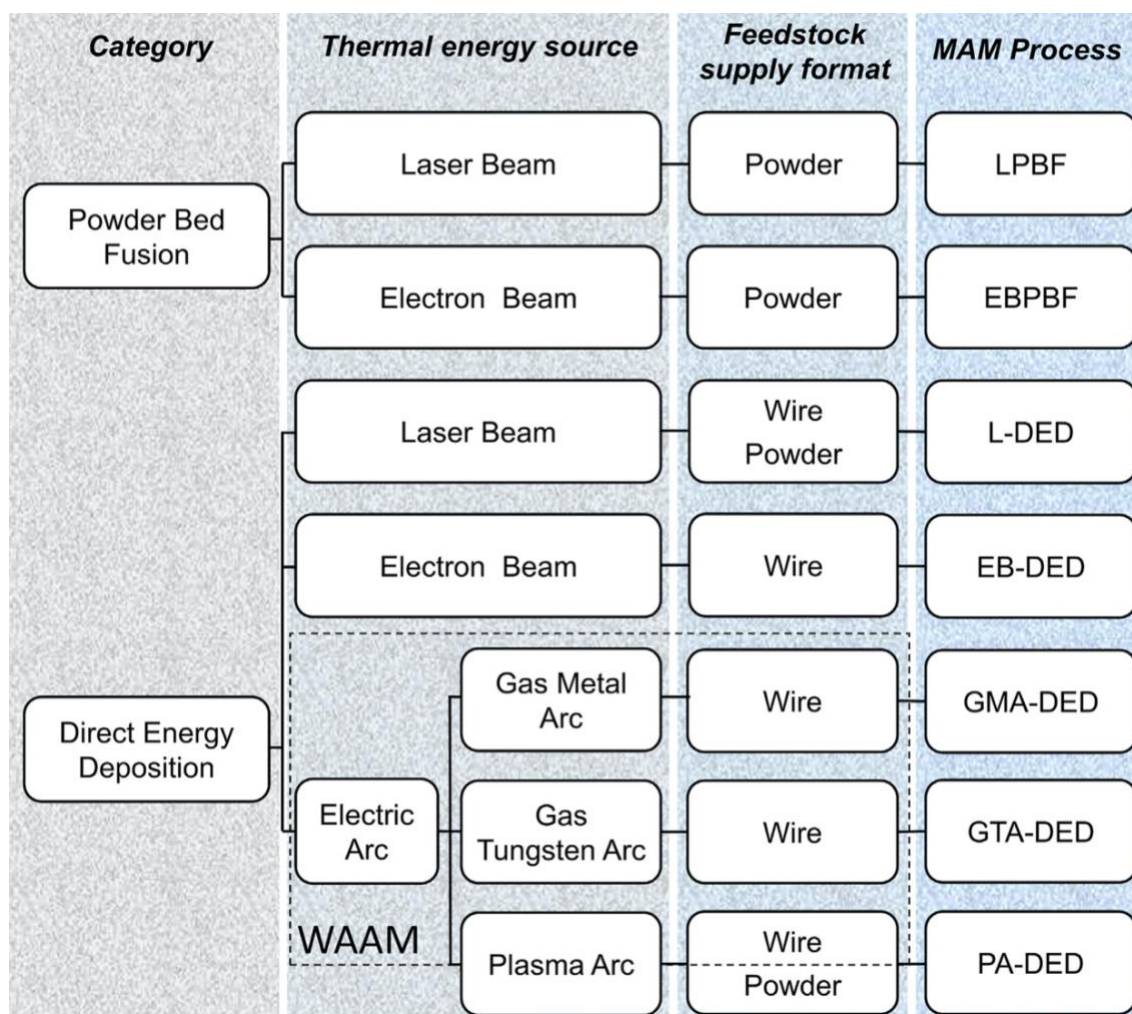 Category
Thermal energy source
Feedstock
supply format
MAM Process
Powder Bed
Fusion
Laser Beam
Powder
LPBF
Electron Beam
Powder
EBPBF
Direct Energy
Deposition
Laser Beam
Wire
Powder
L-DED
Electron Beam
Wire
EB-DED
Electric
Arc
Gas Metal
Arc
Wire
GMA-DED
Gas
Tungsten Arc
Wire
GTA-DED
WAAM
Plasma Arc
Wire
Powder
PA-DED